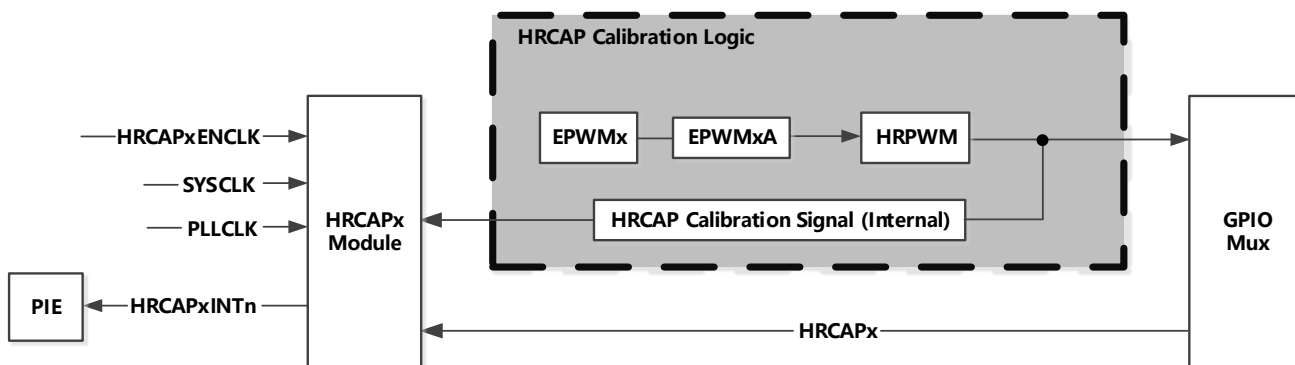 HRCAP Calibration Logic
HRCAPxENCLK
EPWMx
EPWMxA
HRPWM
SYSCLK
HRCAPx
Module
HRCAP Calibration Signal (Internal)
GPIO
Mux
PLLCLK
PIE
HRCAPxINTn
HRCAPx